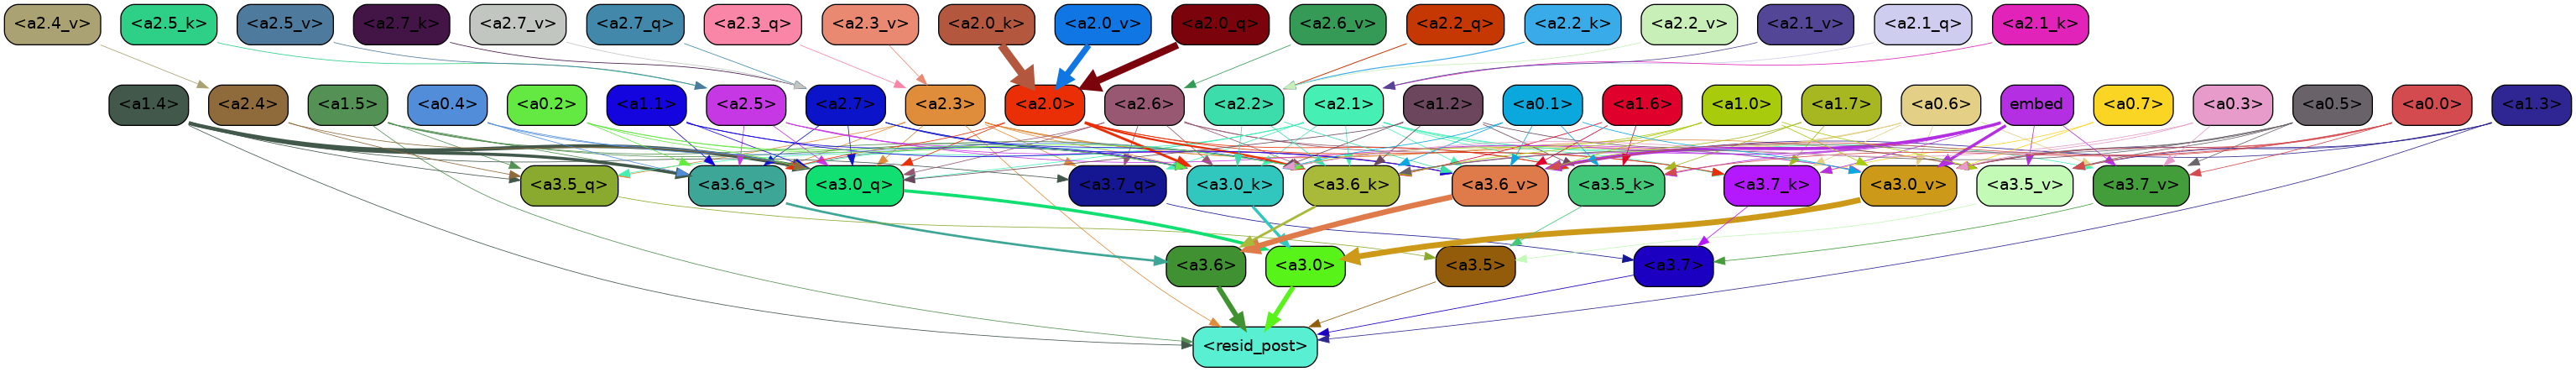 <a2.4_v> <a2.5_k> <a2.5_v> <a2.7_k> <a2.7_v> <a2.7_q> <a2.3_q> <a2.3_v> <a2.0_k> <a2.0_v> <a2.0_q> <a2.6_v> <a2.2_q> <a2.2_k> <a2.2_v> <a2.1_v> <a2.1_q> <a2.1_k>
<a1.4> <a2.4> <a1.5> <a0.4> <a0.2> <a1.1> <a2.5> <a2.7> <a2.3> <a2.0> <a2.6> <a2.2> <a2.1> <a1.2> <a0.1> <a1.6> <a1.0> <a1.7> <a0.6> embed <a0.7> <a0.3> <a0.5> <a0.0> <a1.3>
<a3.5_q> <a3.6_q> <a3.0_q> <a3.7_q> <a3.0_k> <a3.6_k> <a3.6_v> <a3.5_k> <a3.7_k> <a3.0_v> <a3.5_v> <a3.7_v>
<a3.6> <a3.0> <a3.5> <a3.7>
<resid_post>